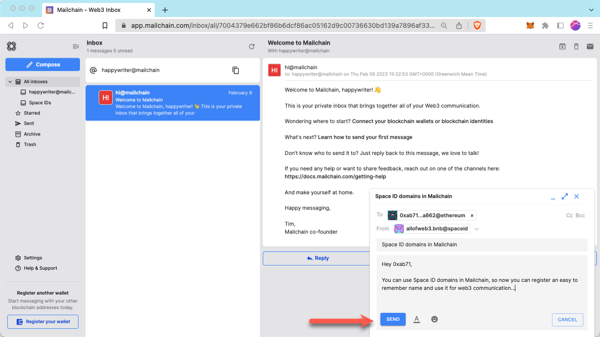 Mailchain - Web3 Inbox
app.mailchain.com/inbox/all/7004379e662bf86b6dcf86ac05162d9c00736630bd139a7896af33...
Compose
All inboxes
happywriter@mailc...
Space IDs
Starred
Sent
Archive
Trash
Settings
Help & Support
Register another wallet
Start messaging with your other blockchain addresses today.
Register your wallet
Inbox
1 messages 0 unread
happywriter@mailchain
HI
hi@mailchain
February 9
Welcome to Mailchain
Welcome to Mailchain, happywriter! 👋 This is your private inbox that brings together all of your
Welcome to Mailchain
With happywriter@mailchain
HI
hi@mailchain
to: happywriter@mailchain on Thu Feb 09 2023 15:32:53 GMT+0000 (Greenwich Mean Time)
Welcome to Mailchain, happywriter! 👋
This is your private inbox that brings together all of your Web3 communication.
Wondering where to start? Connect your blockchain wallets or blockchain identities
What's next? Learn how to send your first message
Don't know who to send it to? Just reply back to this message, we love to talk!
If you need any help or want to share feedback, reach out on one of the channels here:
https://docs.mailchain.com/getting-help
And make yourself at home.
Happy messaging,
Tim,
Mailchain co-founder
Reply
Space ID domains in Mailchain
To
0xab71...a862@ethereum
Cc Bcc
From
allofweb3.bnb@spaceid
Space ID domains in Mailchain
Hey 0xab71,
You can use Space ID domains in Mailchain, so now you can register an easy to
remember name and use it for web3 communication..
SEND
A
CANCEL